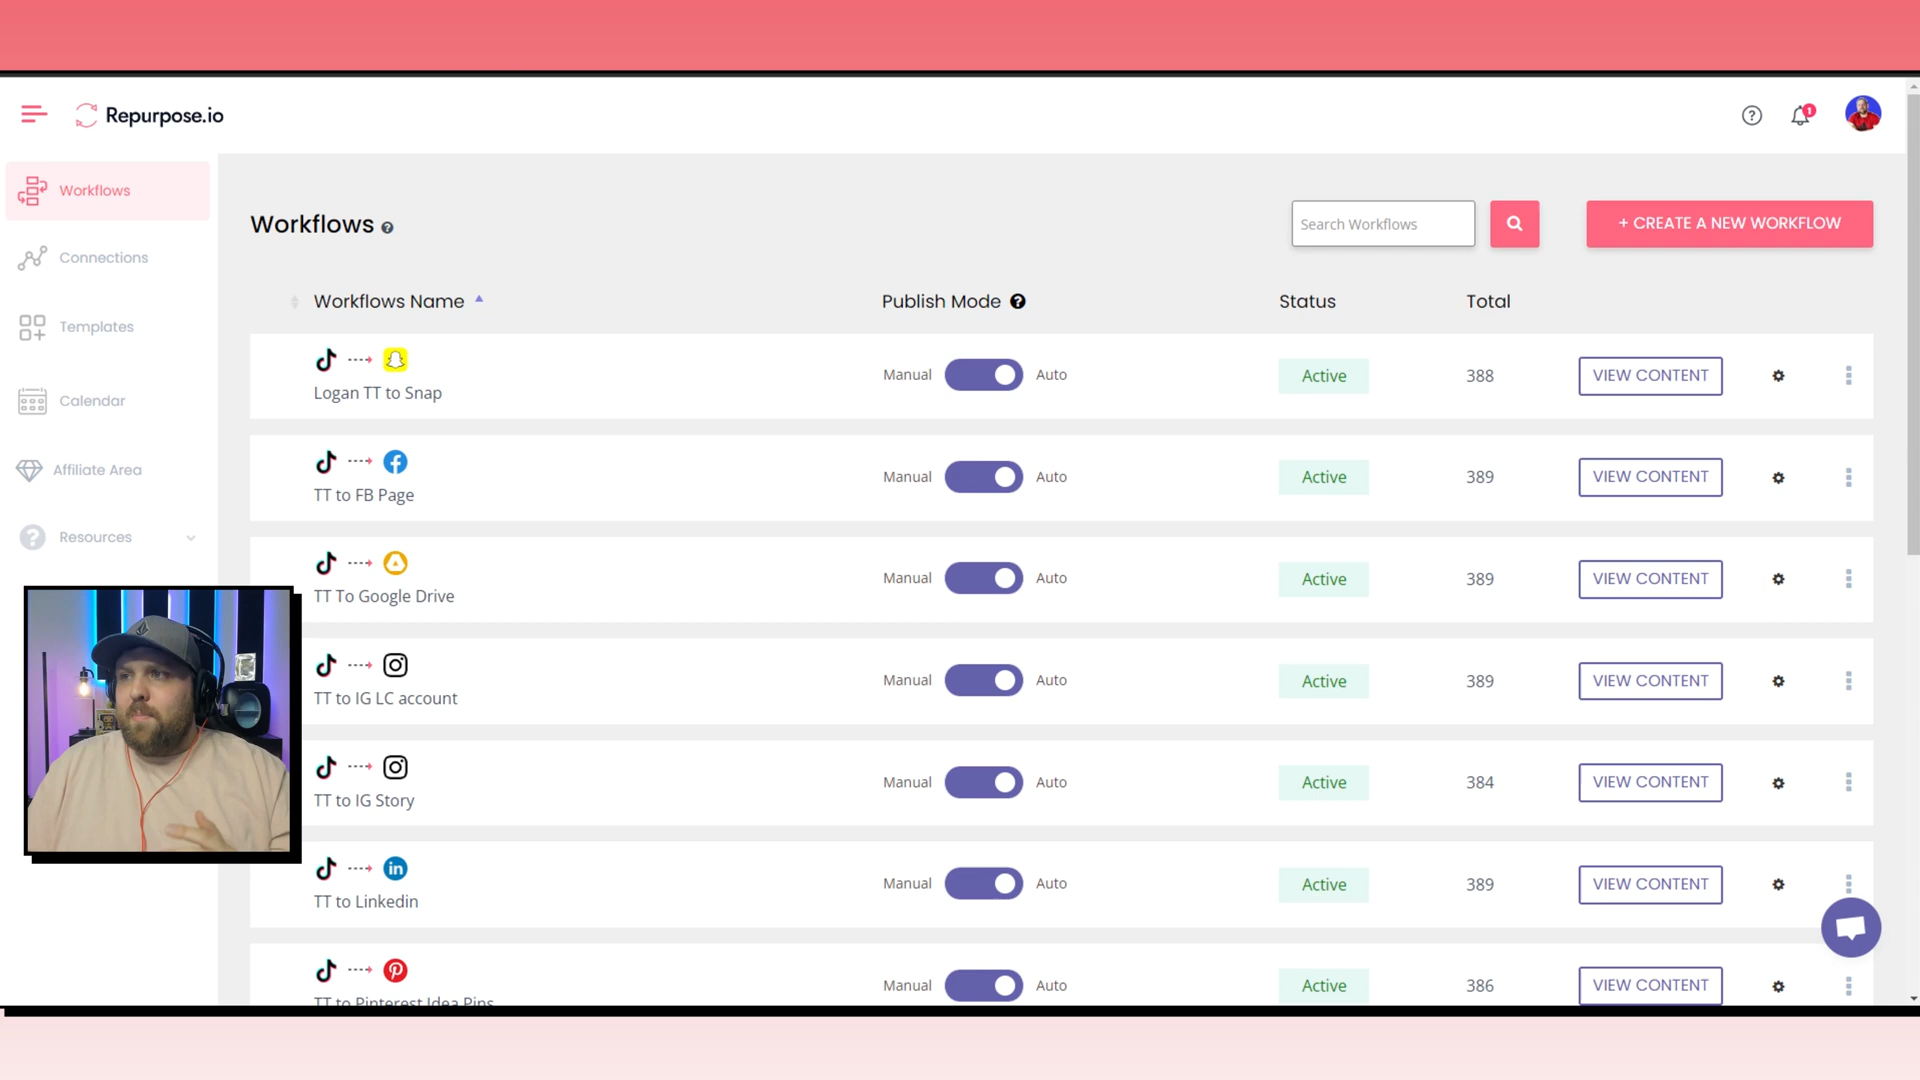 Repurpose.io
1
Workflows
Connections
Templates
Calendar
Affiliate Area
Resources
Workflows
Search Workflows
+ CREATE A NEW WORKFLOW
Workflows Name
Publish Mode
Status
Total
Logan TT to Snap
Manual
Auto
Active
388
VIEW CONTENT
TT to FB Page
Manual
Auto
Active
389
VIEW CONTENT
TT To Google Drive
Manual
Auto
Active
389
VIEW CONTENT
TT to IG LC account
Manual
Auto
Active
389
VIEW CONTENT
TT to IG Story
Manual
Auto
Active
384
VIEW CONTENT
TT to Linkedin
Manual
Auto
Active
389
VIEW CONTENT
TT to Pinterest Idea Pins
Manual
Auto
Active
386
VIEW CONTENT